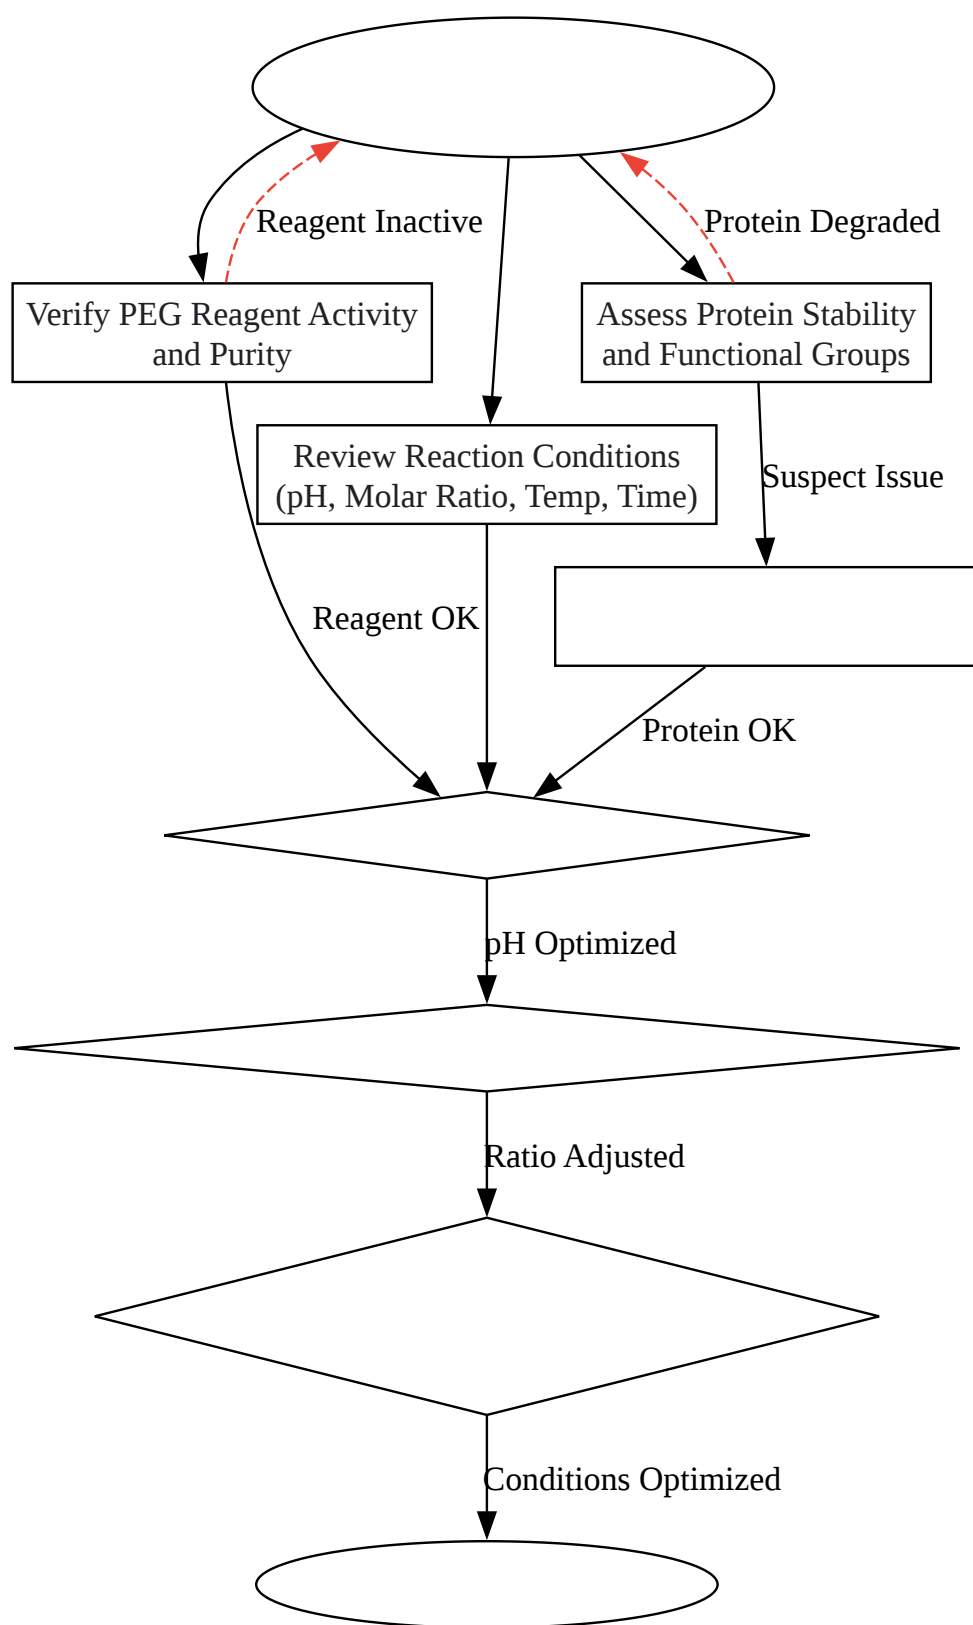 Reagent Inactive
Protein Degraded
Verify PEG Reagent Activity
and Purity
Assess Protein Stability
and Functional Groups
Review Reaction Conditions
(pH, Molar Ratio, Temp, Time)
Suspect Issue
Reagent OK
Protein OK
pH Optimized
Ratio Adjusted
Conditions Optimized